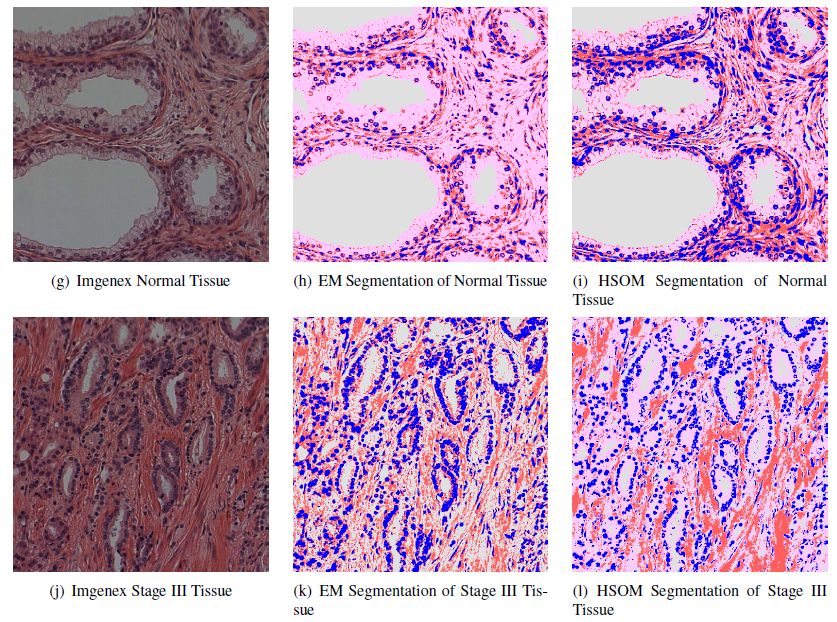 (g) Imgenex Normal Tissue
(h) EM Segmentation of Normal Tissue
(i) HSOM Segmentation of Normal
Tissue
(j) Imgenex Stage III Tissue
(k) EM Segmentation of Stage III Tis-
sue
(l) HSOM Segmentation of Stage III
Tissue